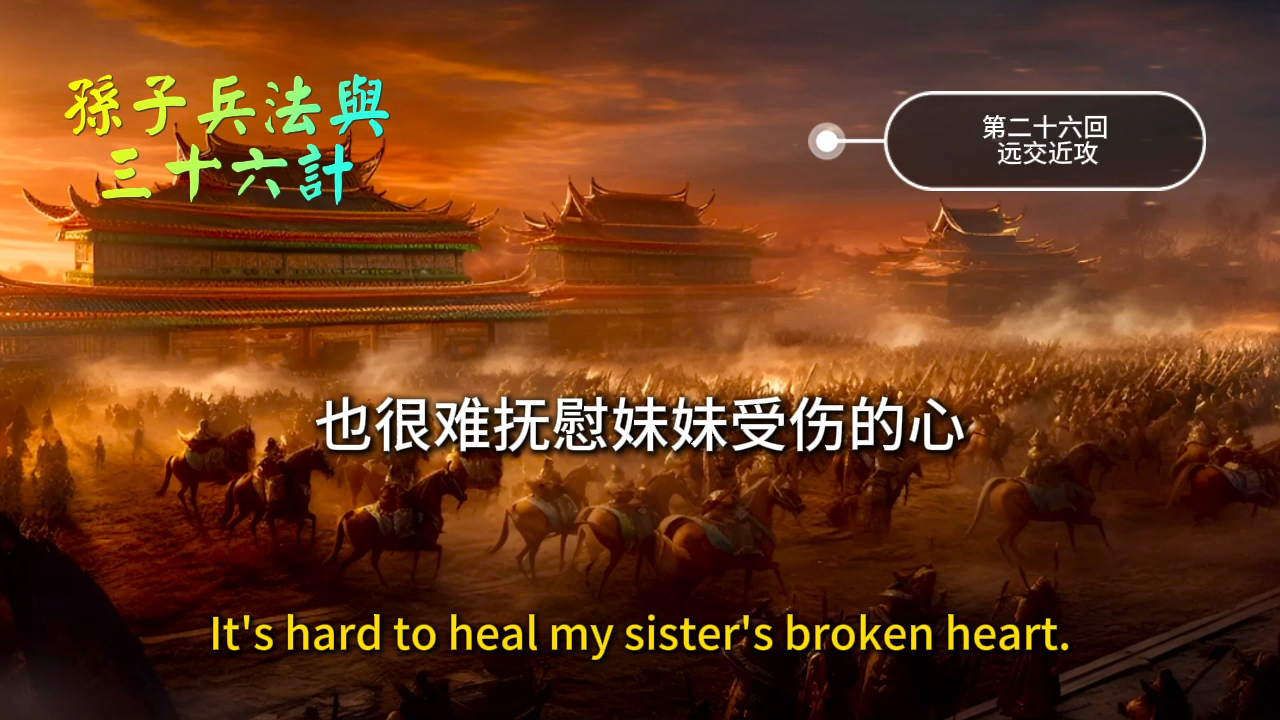 孫子兵法與
三十六計
第二十六回
远交近攻
也很难抚慰妹妹受伤的心
It's hard to heal my sister's broken heart.